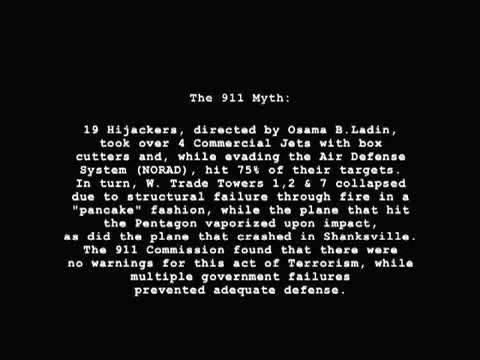 The 911 Myth:
19 Hijackers, directed by Osama B.Ladin,
took over 4 Commercial Jets with box
cutters and, while evading the Air Defense
System (NORAD), hit 75% of their targets.
In turn, W. Trade Towers 1,2 & 7 collapsed
due to structural failure through fire in a
"pancake" fashion, while the plane that hit
the Pentagon vaporized upon impact,
as did the plane that crashed in Shanksville.
The 911 Commission found that there were
no warnings for this act of Terrorism, while
multiple government failures
prevented adequate defense.